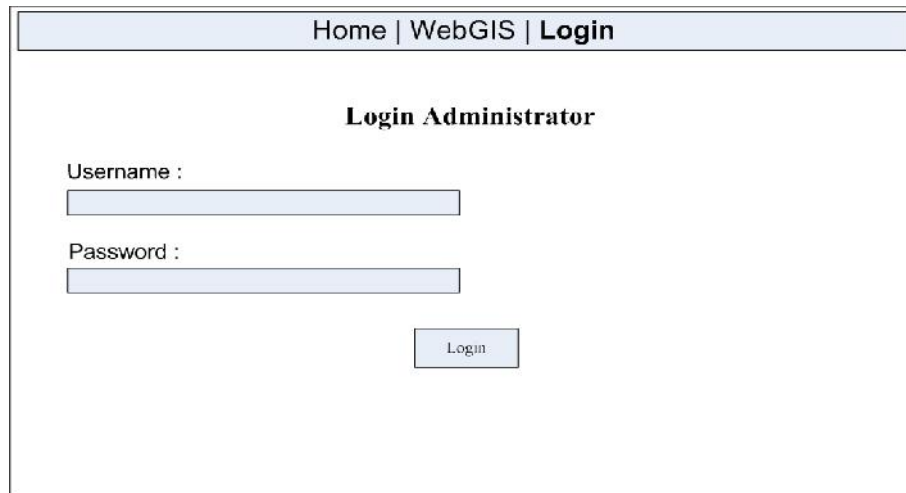 Home | WebGIS | Login
Login Administrator
Username :
Password :
Login